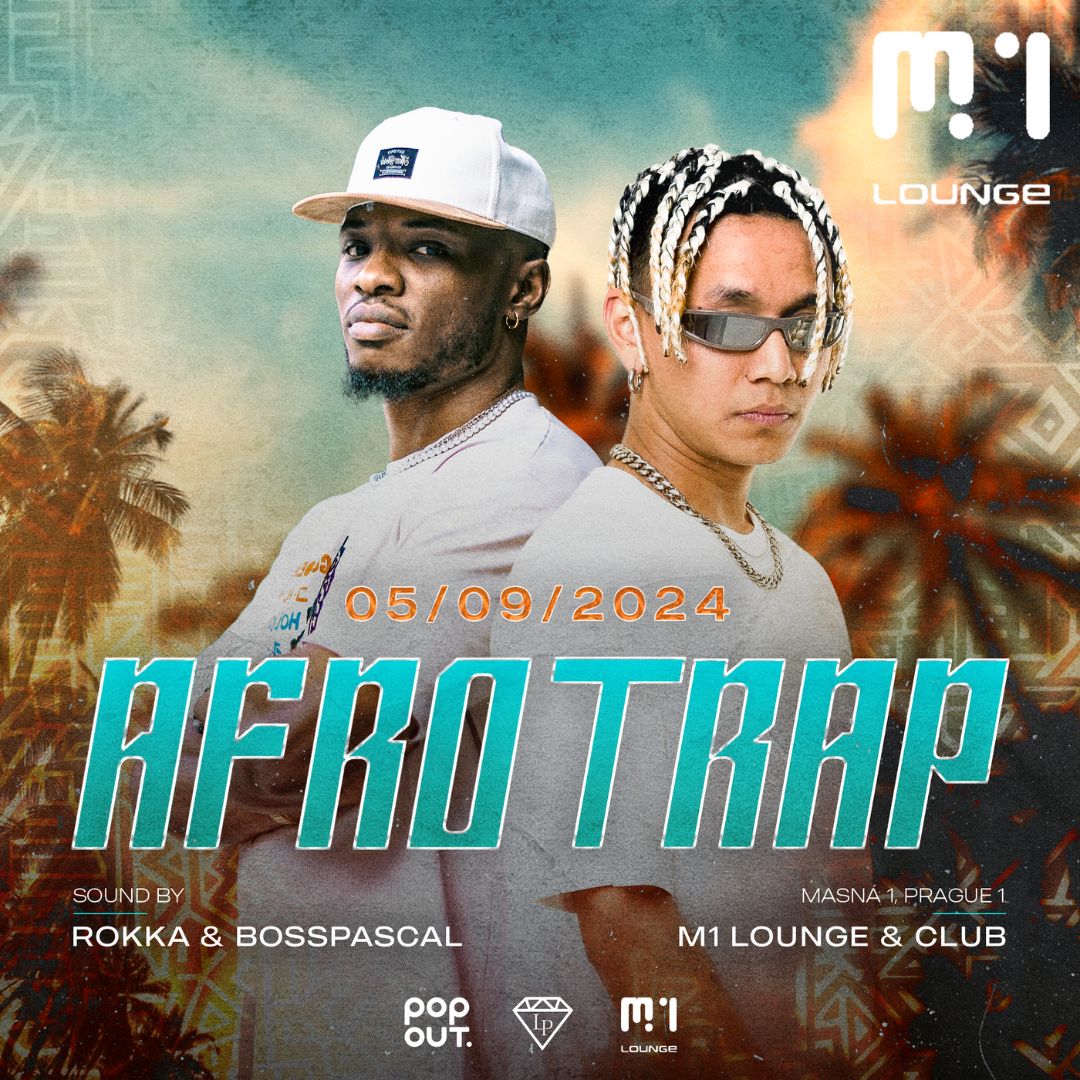 M1
LOUNGE
05/09/2024
AFRO TRAP
SOUND BY
ROKKA & BOSSPASCAL
MASNÁ 1, PRAGUE 1
M1 LOUNGE & CLUB
POP
OUT.
LP
M1
LOUNGE